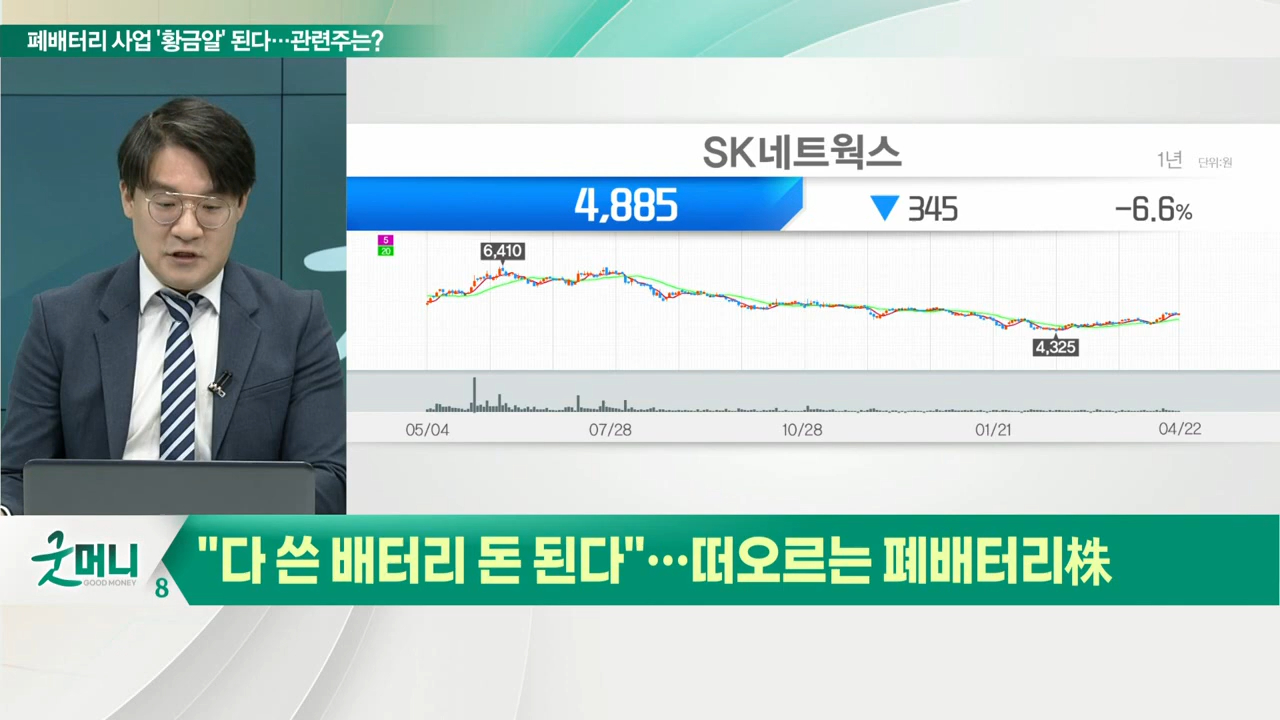 폐배터리 사업 '황금알' 된다…관련주는?
SK네트웍스
1년 단위:원
4,885 ▼ 345 -6.6%
5
20
6,410
4,325
05/04 07/28 10/28 01/21 04/22
굿머니
GOOD MONEY
8
"다 쓴 배터리 돈 된다"…떠오르는 폐배터리株